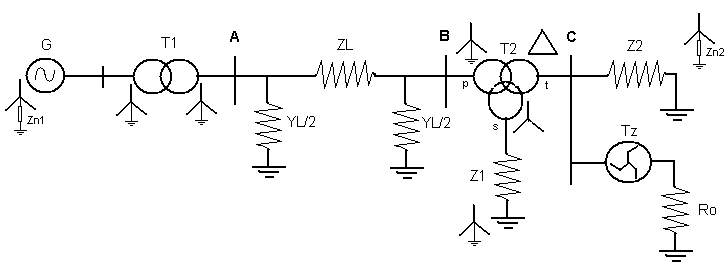 G T1 A ZL B T2 C Z2 Zn2
p t
Zn1 YL/2 YL/2 s Tz
Z1 Ro